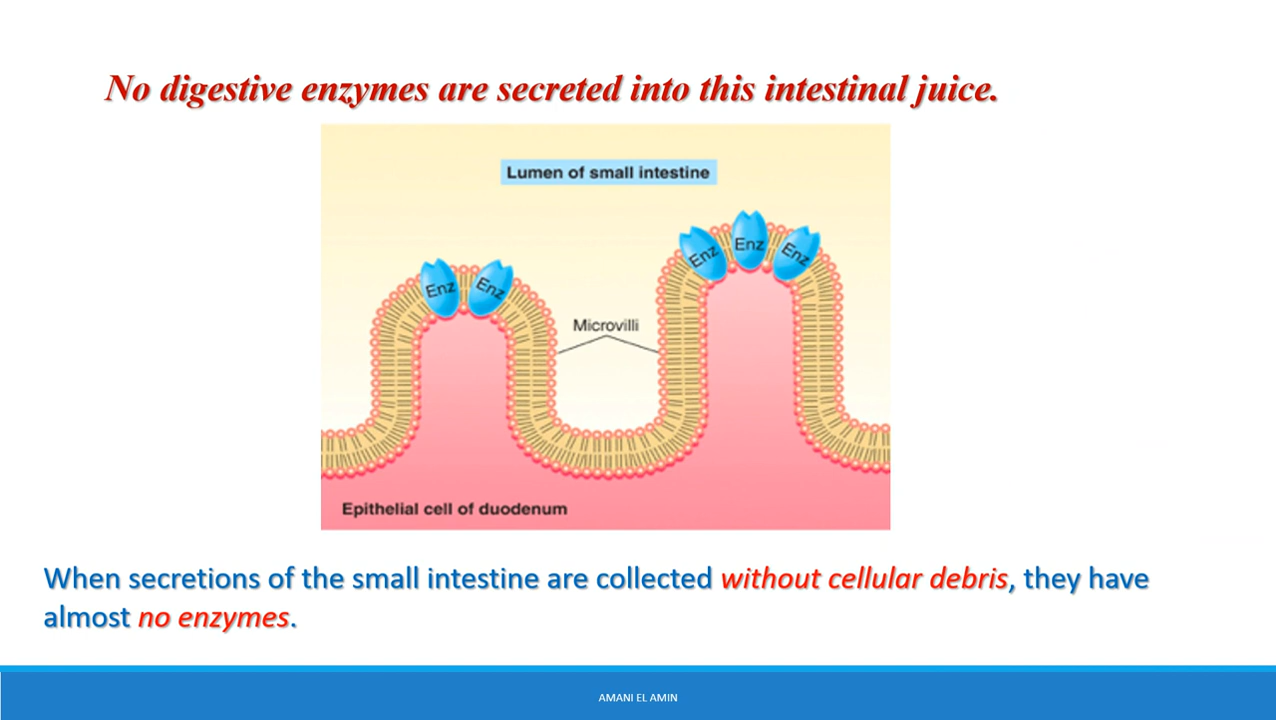 No digestive enzymes are secreted into this intestinal juice.
Lumen of small intestine
Enz
Enz
Enz
Enz
Enz
Microvilli
Epithelial cell of duodenum
When secretions of the small intestine are collected without cellular debris, they have
almost no enzymes.
AMANI EL AMIN